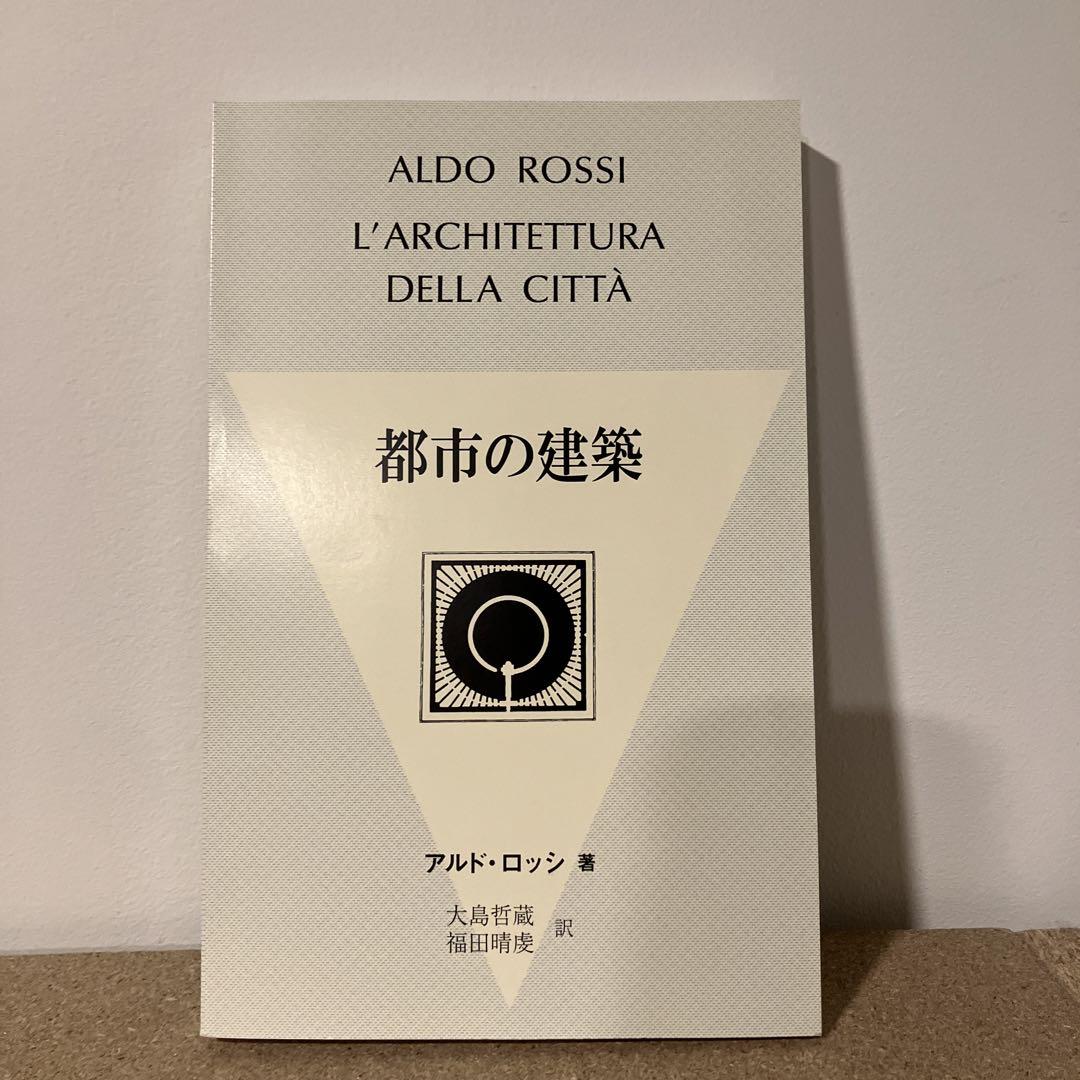 ALDO ROSSI
L'ARCHITETTURA
DELLA CITTÀ
都市の建築
アルド・ロッシ 著
大島哲蔵
福田晴虔
訳